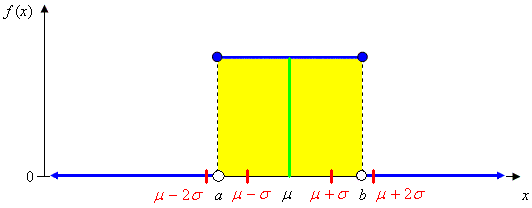 f(x)
0
μ − 2σ a μ − σ μ μ + σ b μ + 2σ x